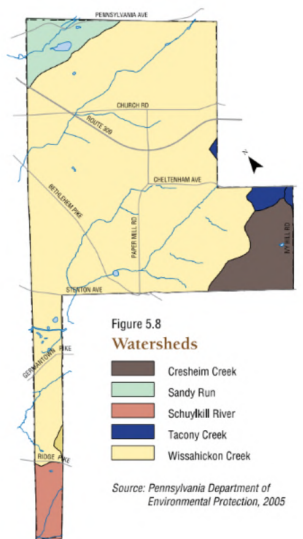 PENNSYLVANIA AVE
CHURCH RD
ROUTE 309
CHELTENHAM AVE
BETHLEHEM PIKE
PAPER MILL RD
STENTON AVE
GERMANTOWN PIKE
RIDGE PIKE
Figure 5.8
Watersheds
Cresheim Creek
Sandy Run
Schuylkill River
Tacony Creek
Wissahickon Creek
Source: Pennsylvania Department of
Environmental Protection, 2005